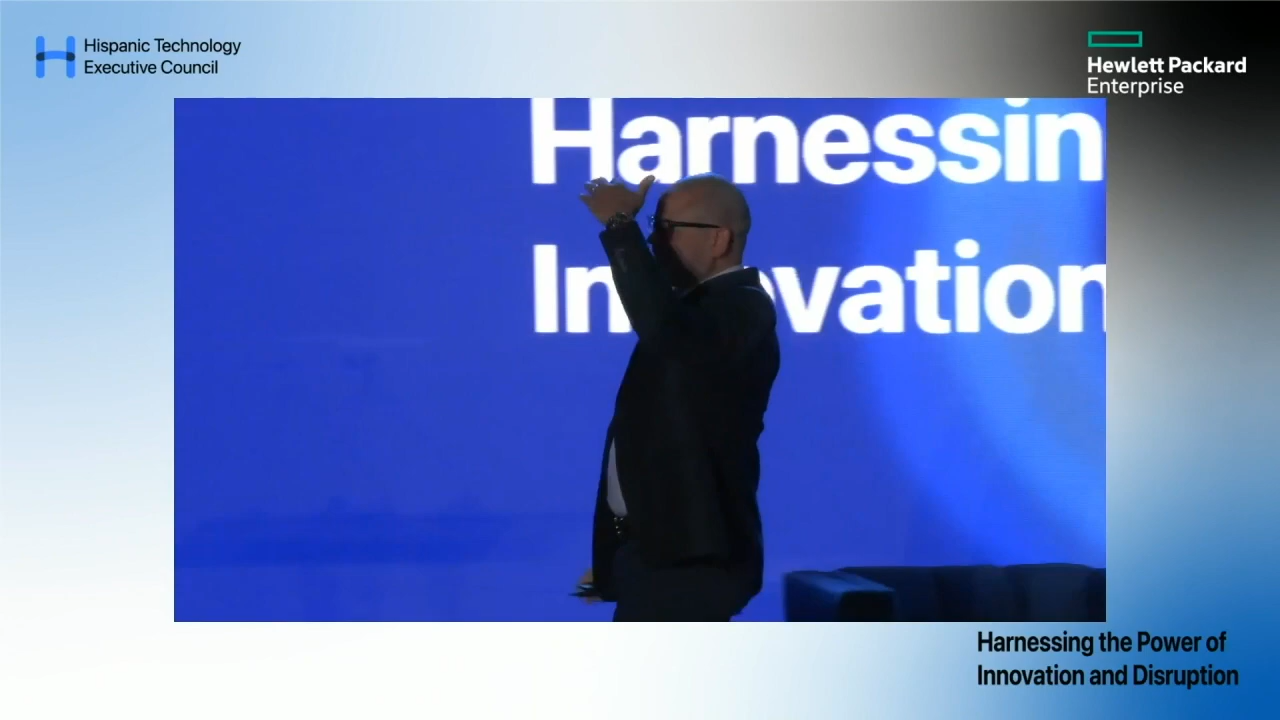 Hispanic Technology
Executive Council
Hewlett Packard
Enterprise
Harnessin
In vation
Harnessing the Power of
Innovation and Disruption